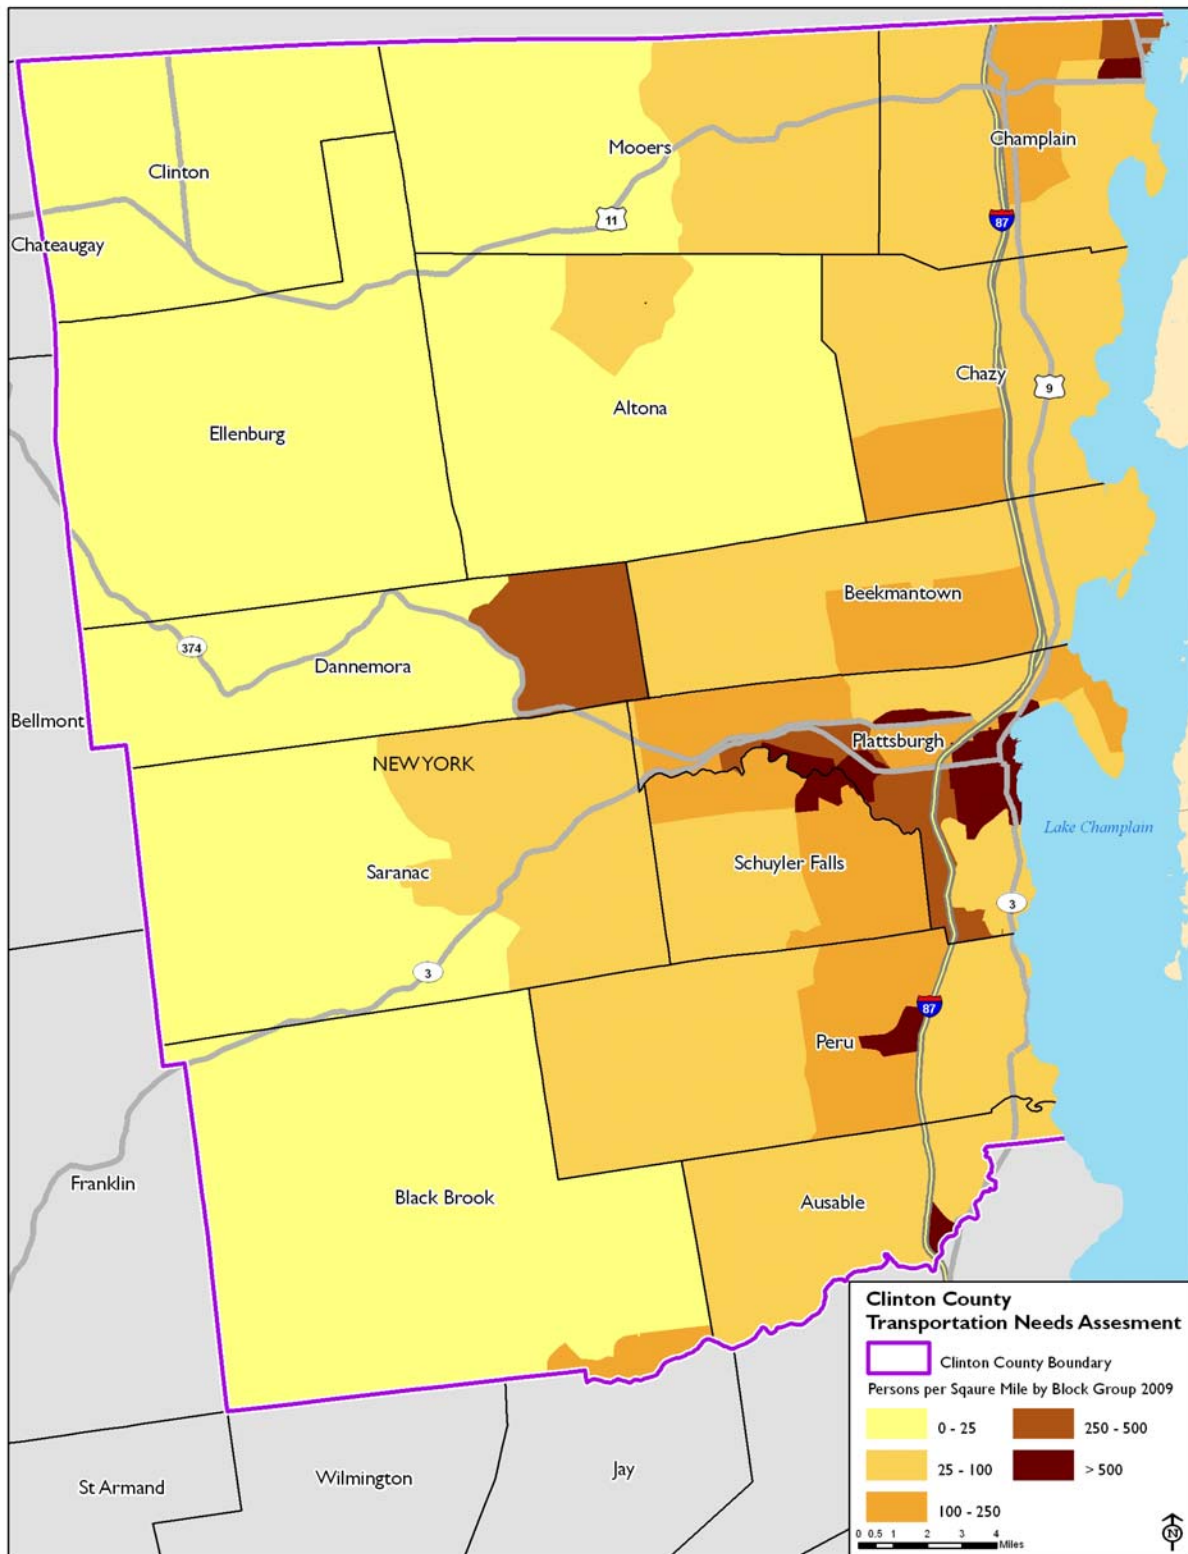 Clinton
Mooers
Champlain
11
87
Chateaugay
Chazy
9
Altona
Ellenburg
Beekmantown
374
Dannemora
Bellmont
NEW YORK
Plattsburgh
Lake Champlain
Saranac
Schuyler Falls
3
3
87
Peru
Franklin
Black Brook
Ausable
St Armand
Wilmington
Jay
Clinton County
Transportation Needs Assesment
Clinton County Boundary
Persons per Sqaure Mile by Block Group 2009
0 - 25
250 - 500
25 - 100
> 500
100 - 250
0 0.5 1 2 3 4
Miles
N